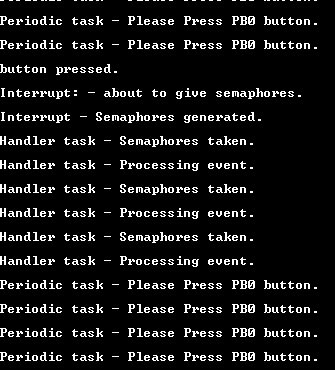 Periodic task - Please Press PB0 button.
Periodic task - Please Press PB0 button.
button pressed.
Interrupt: - about to give semaphores.
Interrupt - Semaphores generated.
Handler task - Semaphores taken.
Handler task - Processing event.
Handler task - Semaphores taken.
Handler task - Processing event.
Handler task - Semaphores taken.
Handler task - Processing event.
Periodic task - Please Press PB0 button.
Periodic task - Please Press PB0 button.
Periodic task - Please Press PB0 button.
Periodic task - Please Press PB0 button.